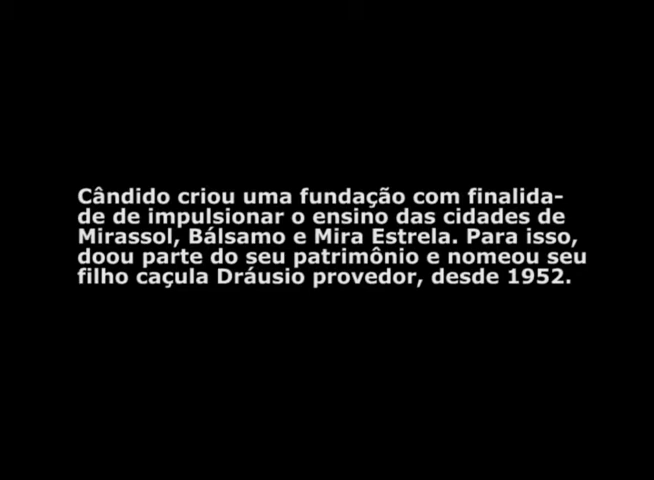 Cândido criou uma fundação com finalida-
de de impulsionar o ensino das cidades de
Mirassol, Bálsamo e Mira Estrela. Para isso,
doou parte do seu patrimônio e nomeou seu
filho caçula Dráusio provedor, desde 1952.